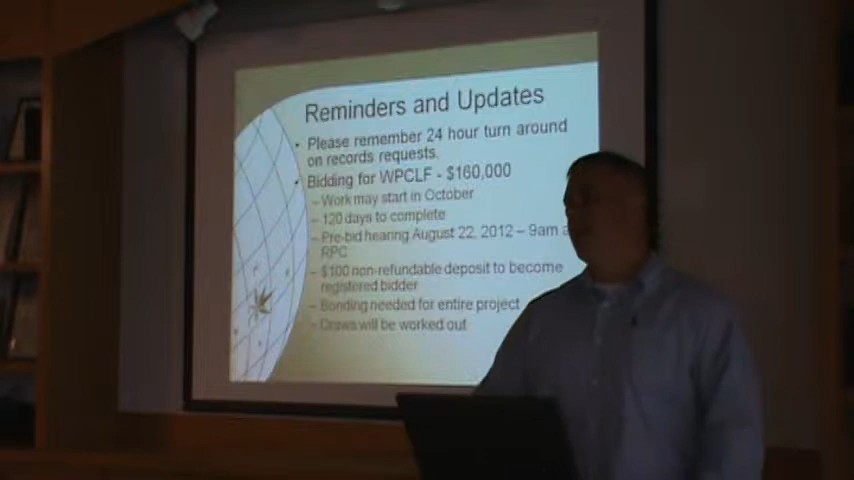 Reminders and Updates
• Please remember 24 hour turn around
on records requests.
• Bidding for WPCLF - $160,000
– Work may start in October
– 120 days to complete
– Pre-bid hearing August 22, 2012 – 9am
RPC
– $100 non-refundable deposit to become
registered bidder
– Bonding needed for entire project
– Draws will be worked out